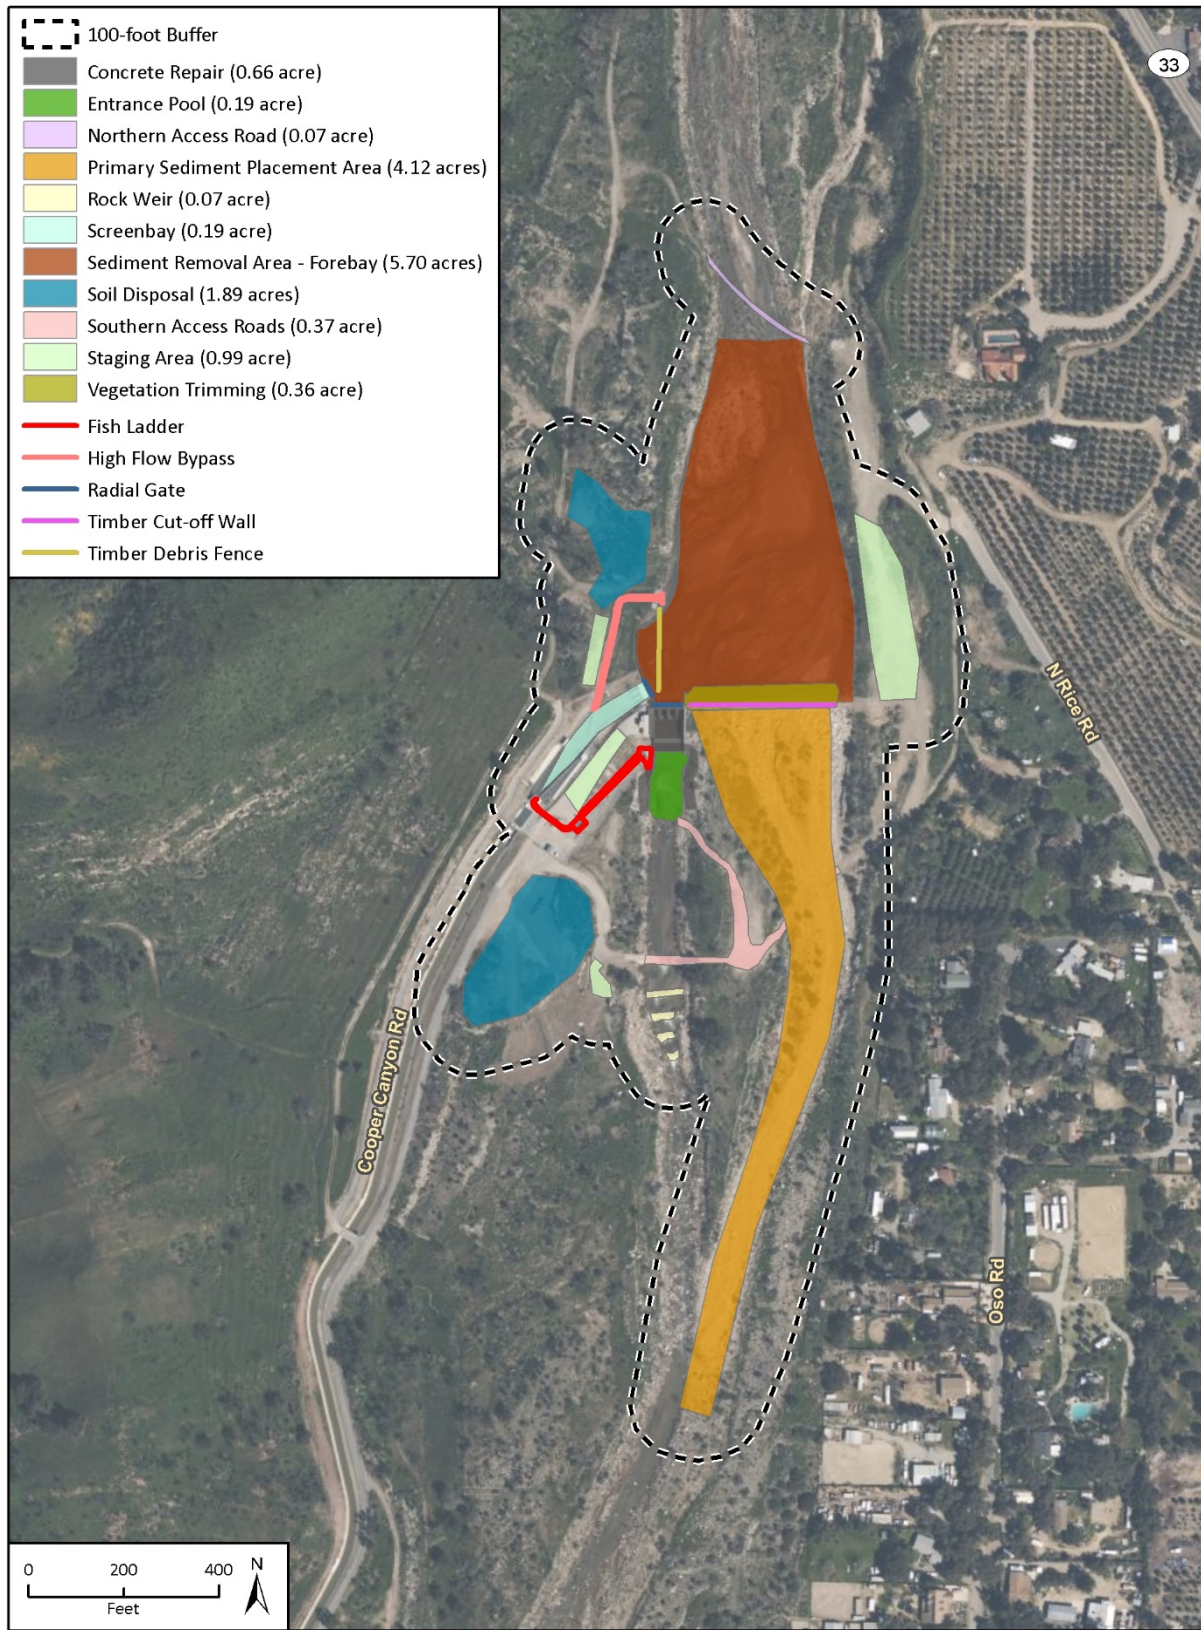 100-foot Buffer
Concrete Repair (0.66 acre)
Entrance Pool (0.19 acre)
Northern Access Road (0.07 acre)
Primary Sediment Placement Area (4.12 acres)
Rock Weir (0.07 acre)
Screenbay (0.19 acre)
Sediment Removal Area - Forebay (5.70 acres)
Soil Disposal (1.89 acres)
Southern Access Roads (0.37 acre)
Staging Area (0.99 acre)
Vegetation Trimming (0.36 acre)
Fish Ladder
High Flow Bypass
Radial Gate
Timber Cut-off Wall
Timber Debris Fence
33
N Rice Rd
Cooper Canyon Rd
Oso Rd
0 200 400
Feet
N